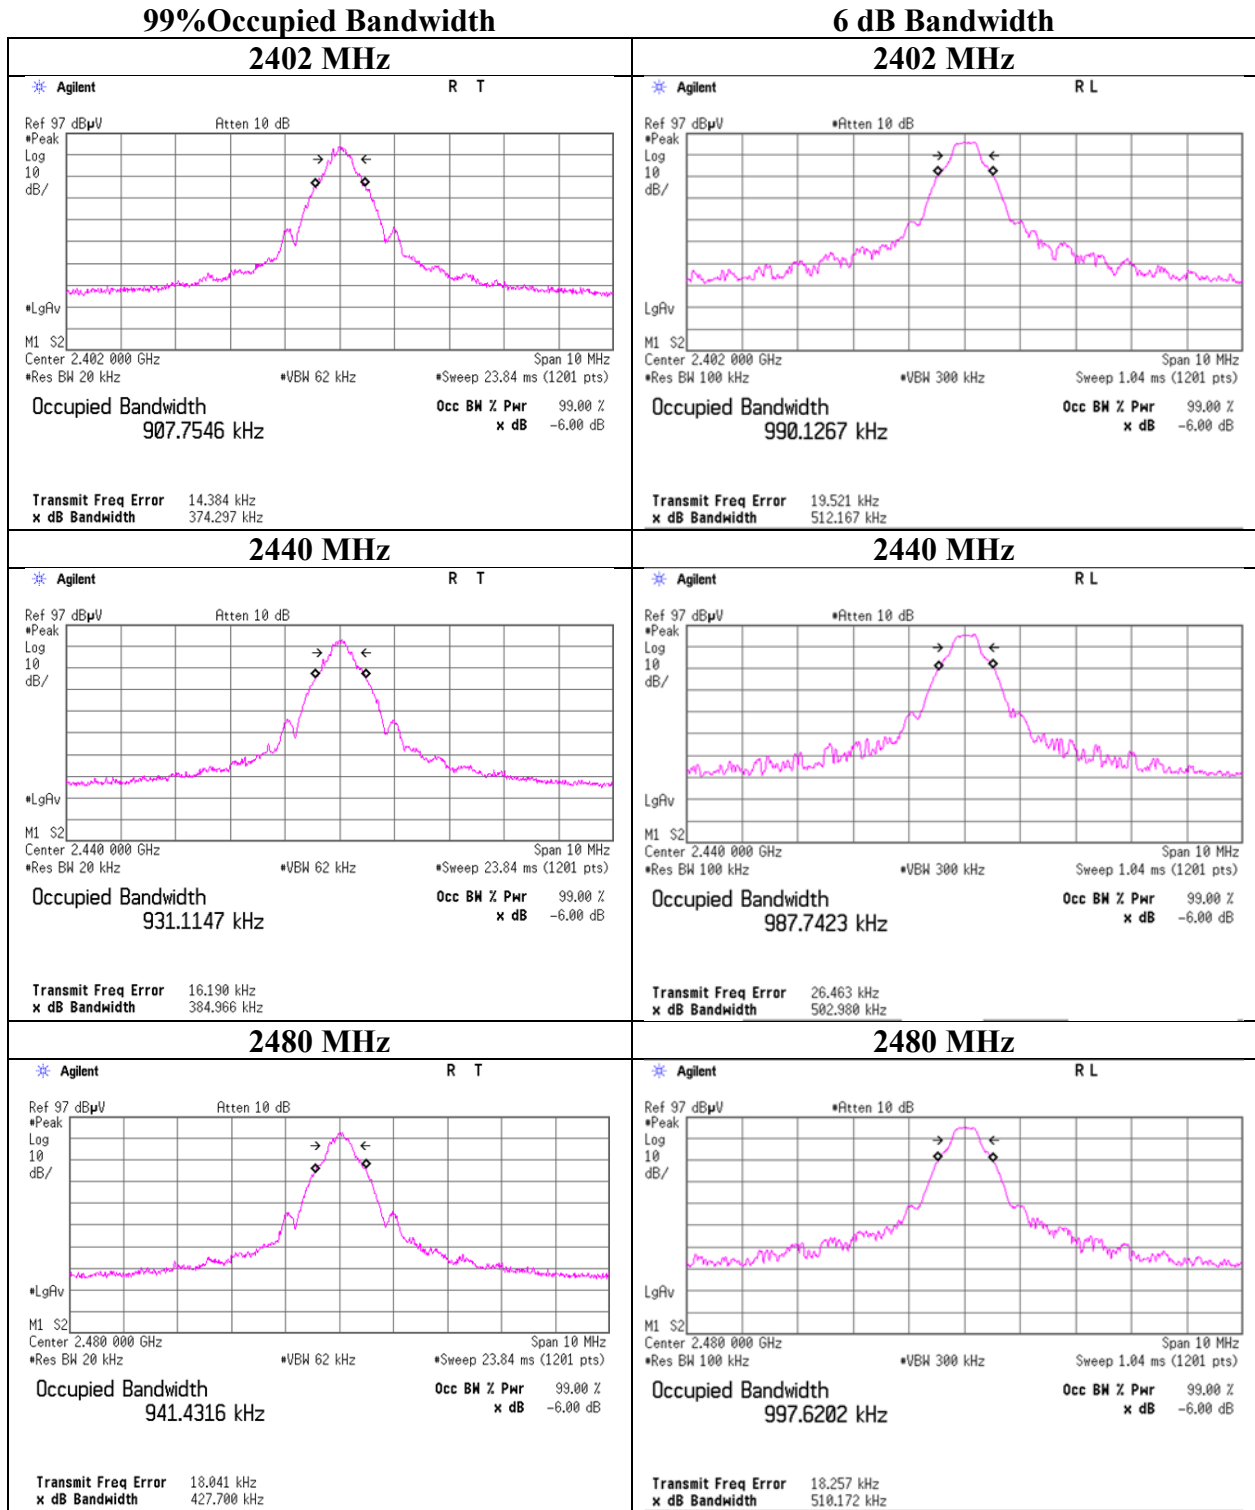 99%Occupied Bandwidth
6 dB Bandwidth
2402 MHz
2402 MHz
Agilent R T
Ref 97 dBµV Atten 10 dB
#Peak
Log
10
dB/
#LgAv
M1 S2
Center 2.402 000 GHz Span 10 MHz
#Res BW 20 kHz #VBW 62 kHz #Sweep 23.84 ms (1201 pts)
Occupied Bandwidth Occ BW % Pwr 99.00 %
907.7546 kHz x dB -6.00 dB
Transmit Freq Error 14.384 kHz
x dB Bandwidth 374.297 kHz
Agilent R L
Ref 97 dBµV #Atten 10 dB
#Peak
Log
10
dB/
LgAv
M1 S2
Center 2.402 000 GHz Span 10 MHz
#Res BW 100 kHz #VBW 300 kHz Sweep 1.04 ms (1201 pts)
Occupied Bandwidth Occ BW % Pwr 99.00 %
990.1267 kHz x dB -6.00 dB
Transmit Freq Error 19.521 kHz
x dB Bandwidth 512.167 kHz
2440 MHz
2440 MHz
Agilent R T
Ref 97 dBµV Atten 10 dB
#Peak
Log
10
dB/
#LgAv
M1 S2
Center 2.440 000 GHz Span 10 MHz
#Res BW 20 kHz #VBW 62 kHz #Sweep 23.84 ms (1201 pts)
Occupied Bandwidth Occ BW % Pwr 99.00 %
931.1147 kHz x dB -6.00 dB
Transmit Freq Error 16.190 kHz
x dB Bandwidth 384.966 kHz
Agilent R L
Ref 97 dBµV #Atten 10 dB
#Peak
Log
10
dB/
LgAv
M1 S2
Center 2.440 000 GHz Span 10 MHz
#Res BW 100 kHz #VBW 300 kHz Sweep 1.04 ms (1201 pts)
Occupied Bandwidth Occ BW % Pwr 99.00 %
987.7423 kHz x dB -6.00 dB
Transmit Freq Error 26.463 kHz
x dB Bandwidth 502.980 kHz
2480 MHz
2480 MHz
Agilent R T
Ref 97 dBµV Atten 10 dB
#Peak
Log
10
dB/
#LgAv
M1 S2
Center 2.480 000 GHz Span 10 MHz
#Res BW 20 kHz #VBW 62 kHz #Sweep 23.84 ms (1201 pts)
Occupied Bandwidth Occ BW % Pwr 99.00 %
941.4316 kHz x dB -6.00 dB
Transmit Freq Error 18.041 kHz
x dB Bandwidth 427.700 kHz
Agilent R L
Ref 97 dBµV #Atten 10 dB
#Peak
Log
10
dB/
LgAv
M1 S2
Center 2.480 000 GHz Span 10 MHz
#Res BW 100 kHz #VBW 300 kHz Sweep 1.04 ms (1201 pts)
Occupied Bandwidth Occ BW % Pwr 99.00 %
997.6202 kHz x dB -6.00 dB
Transmit Freq Error 18.257 kHz
x dB Bandwidth 510.172 kHz